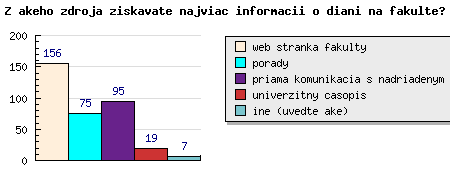 Z akeho zdroja ziskavate najviac informacii o diani na fakulte?
200
150
100
50
0
156
75
95
19
7
web stranka fakulty
porady
priama komunikacia s nadriadenym
univerzitny casopis
ine (uvedte ake)